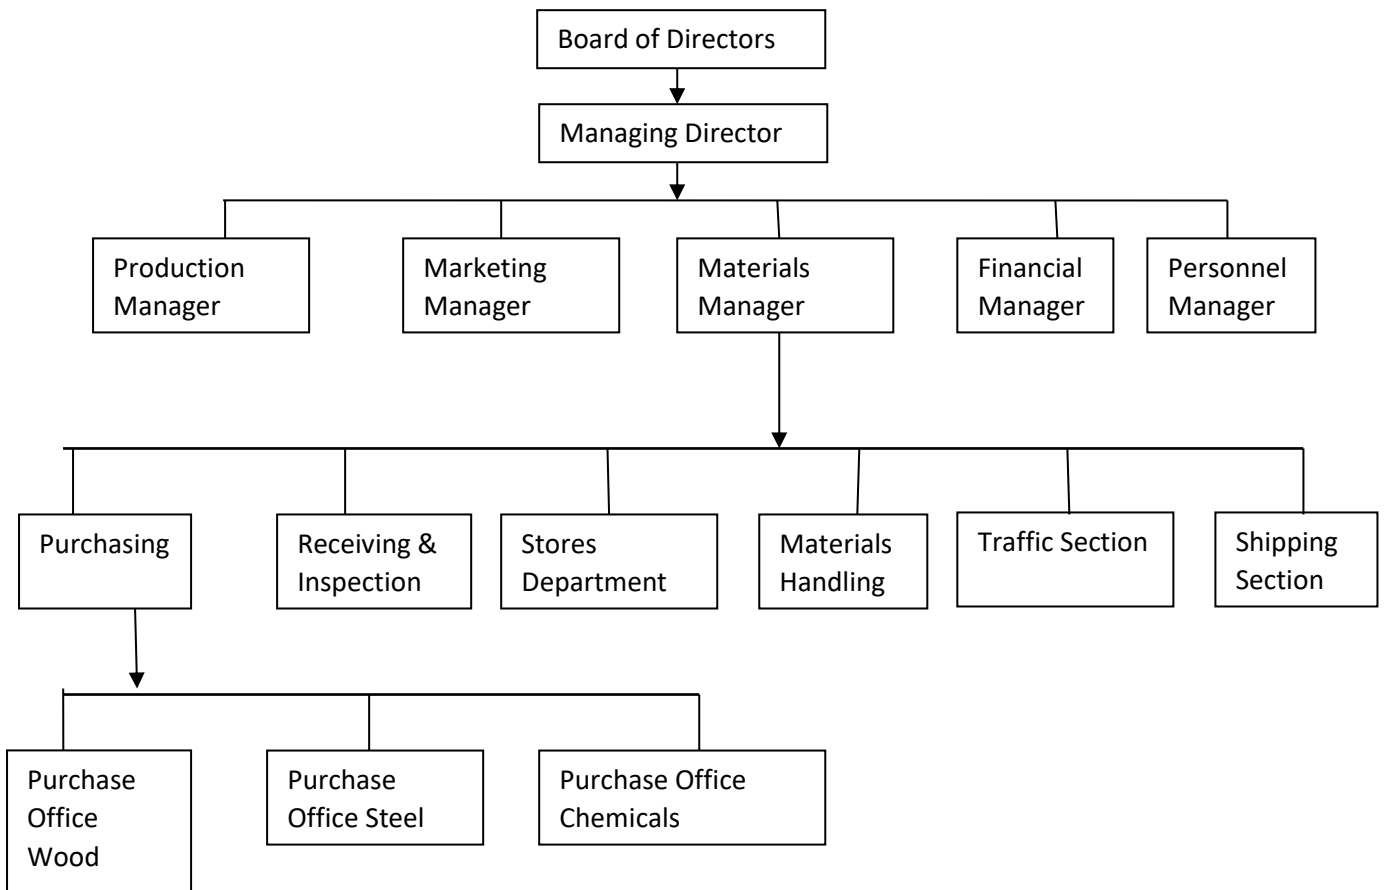 Board of Directors
Managing Director
Production
Manager
Marketing
Manager
Materials
Manager
Financial
Manager
Personnel
Manager
Purchasing
Receiving &
Inspection
Stores
Department
Materials
Handling
Traffic Section
Shipping
Section
Purchase
Office
Wood
Purchase
Office Steel
Purchase Office
Chemicals